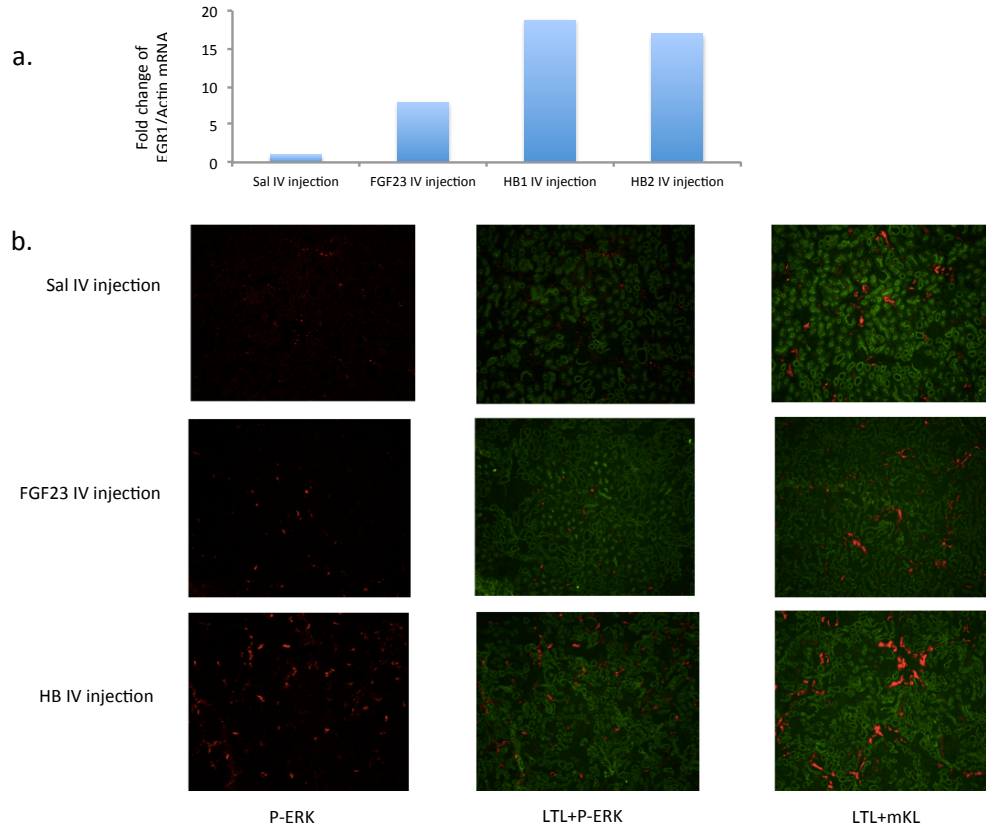 a.
Fold change of
EGR1/Actin mRNA
20
15
10
5
0
Sal IV injection
FGF23 IV injection
HB1 IV injection
HB2 IV injection
b.
Sal IV injection
FGF23 IV injection
HB IV injection
P-ERK
LTL+P-ERK
LTL+mKL